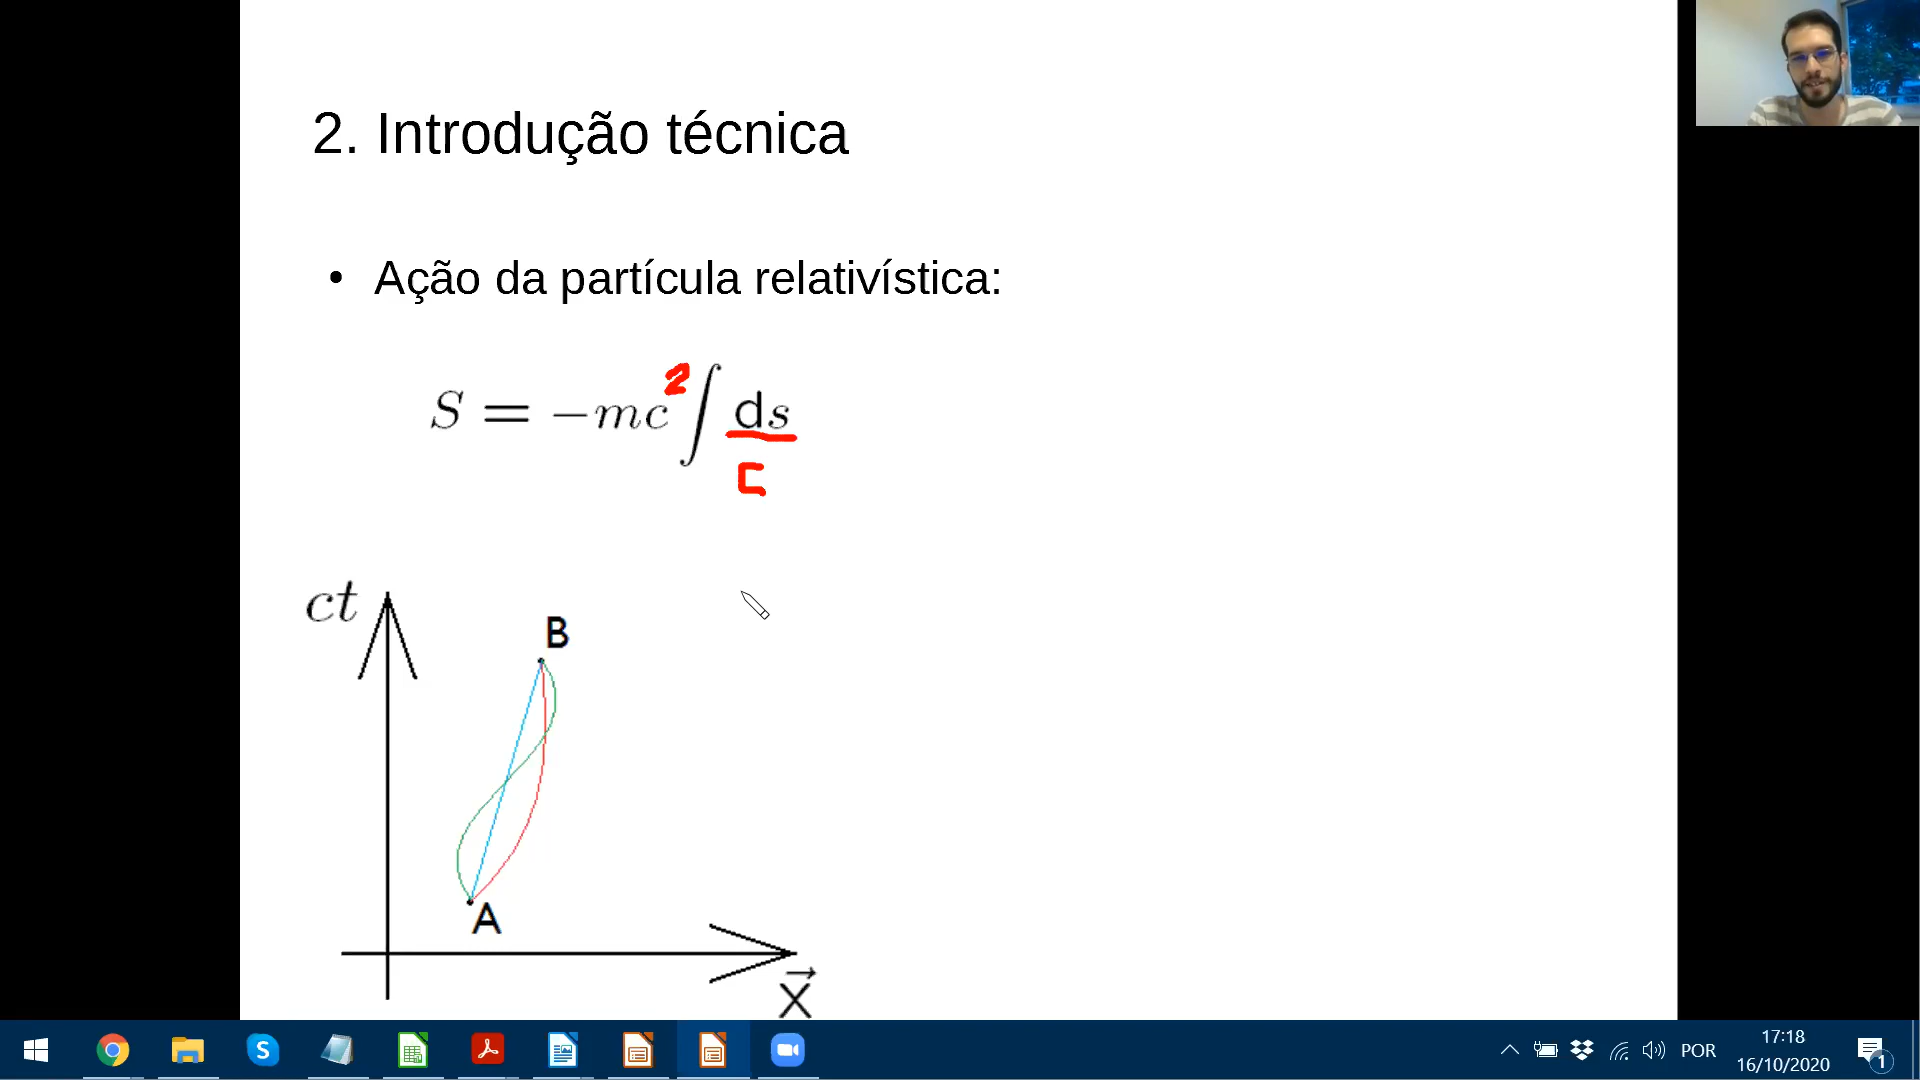 2. Introdução técnica
• Ação da partícula relativística:
S = −mc² ∫ ds
c
ct
B
A
X⃗
POR
17:18
16/10/2020
1